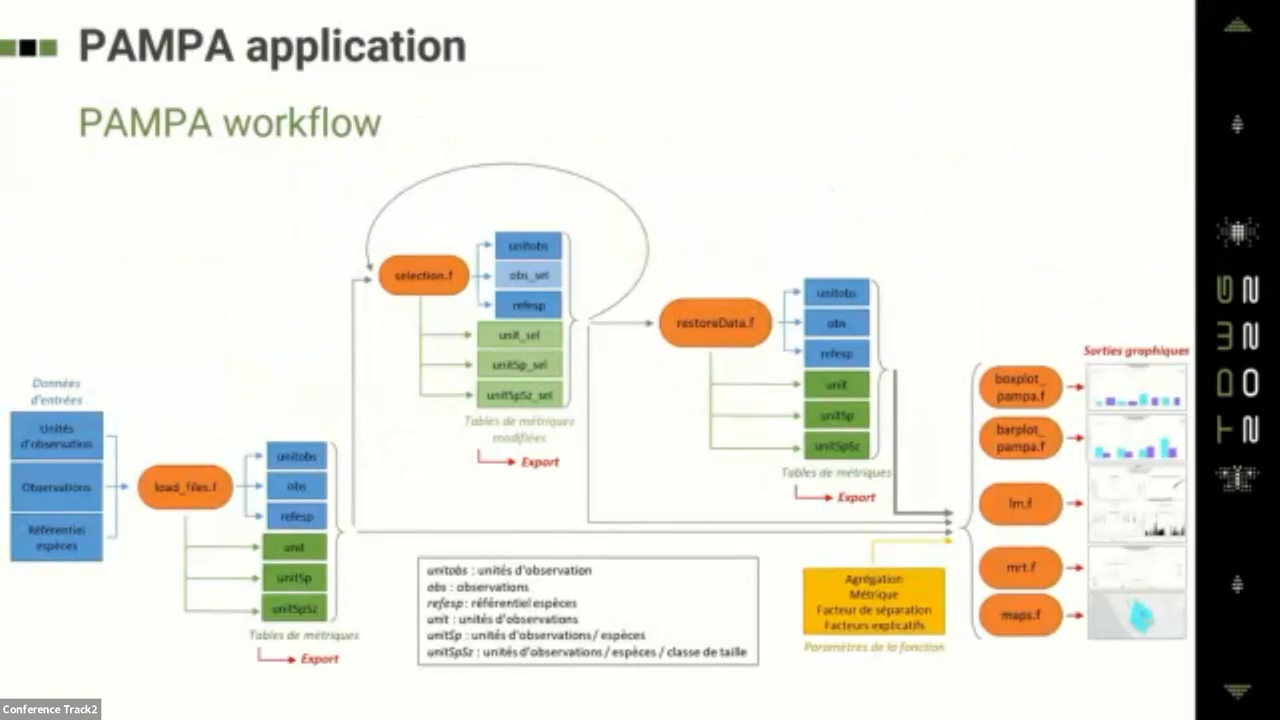 PAMPA application
PAMPA workflow
Données
d'entrées
Unités
d'observation
Observations
Référentiel
espèces
load_files.f
unitobs
obs
refesp
unit
unitSp
unitSpSz
Tables de métriques
Export
selection.f
unitobs
obs_sel
refesp
unit_sel
unitSp_sel
unitSpSz_sel
Tables de métriques
modifiées
Export
restoreData.f
unitobs
obs
refesp
unit
unitSp
unitSpSz
Tables de métriques
Export
unitobs : unités d'observation
obs : observations
refesp : référentiel espèces
unit : unités d'observations
unitSp : unités d'observations / espèces
unitSpSz : unités d'observations / espèces / classe de taille
Agrégation
Métrique
Facteur de séparation
Facteurs explicatifs
Paramètres de la fonction
Sorties graphiques
boxplot_
pampa.f
barplot_
pampa.f
lm.f
mrt.f
maps.f
TDWG
2020
Conference Track2